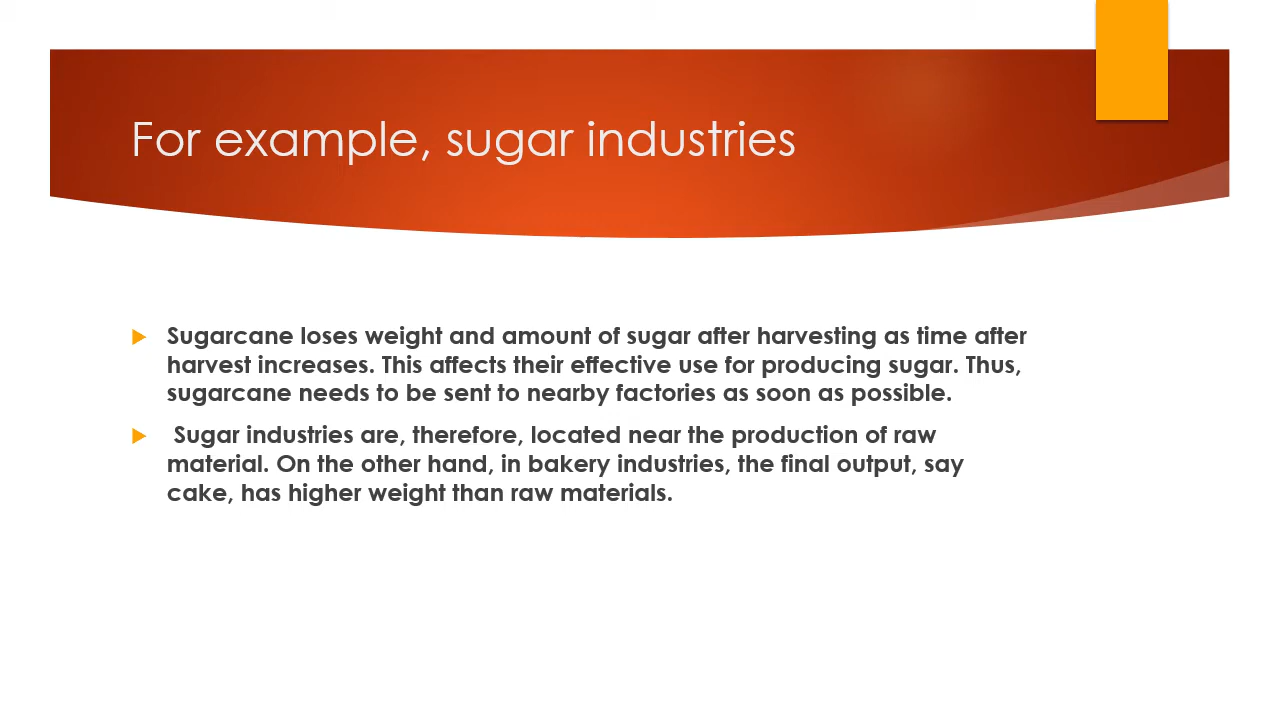 For example, sugar industries
Sugarcane loses weight and amount of sugar after harvesting as time after
harvest increases. This affects their effective use for producing sugar. Thus,
sugarcane needs to be sent to nearby factories as soon as possible.
Sugar industries are, therefore, located near the production of raw
material. On the other hand, in bakery industries, the final output, say
cake, has higher weight than raw materials.